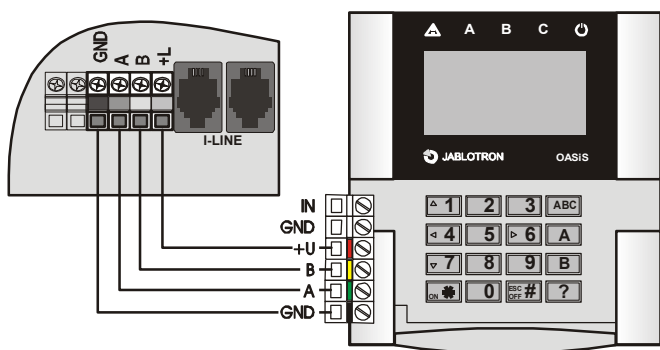 GND A B +L
I-LINE
A B C
JABLOTRON OASiS
IN
GND
+U
B
A
GND
1 2 3 ABC
4 5 6 A
7 8 9 B
ON ✱ 0 ESC OFF # ?